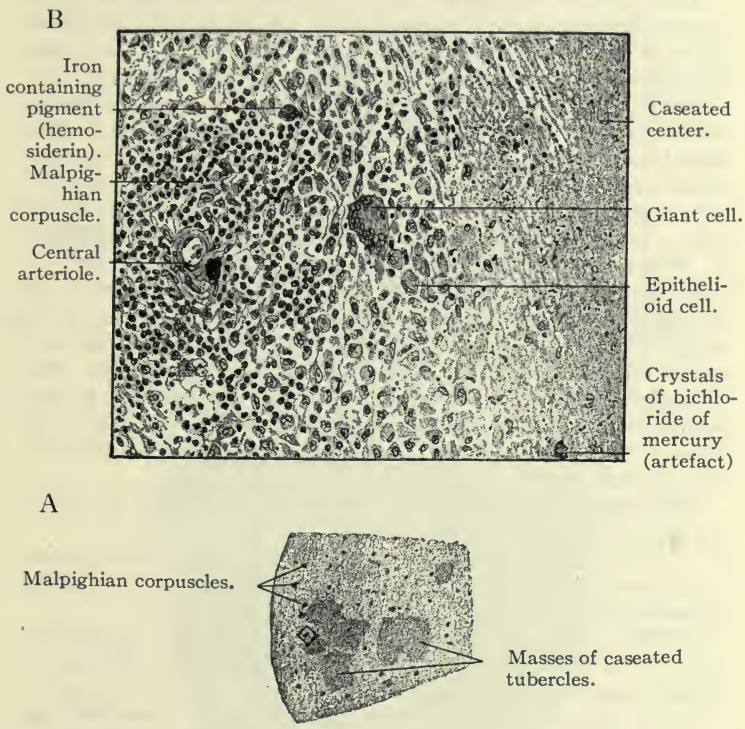 B
Iron
containing
pigment
(hemo-
siderin).
Malpig-
hian
corpuscle.
Central
arteriole.
Caseated
center.
Giant cell.
Epitheli-
oid cell.
Crystals
of bichlo-
ride of
mercury
(artefact)
A
Malpighian corpuscles.
Masses of caseated
tubercles.